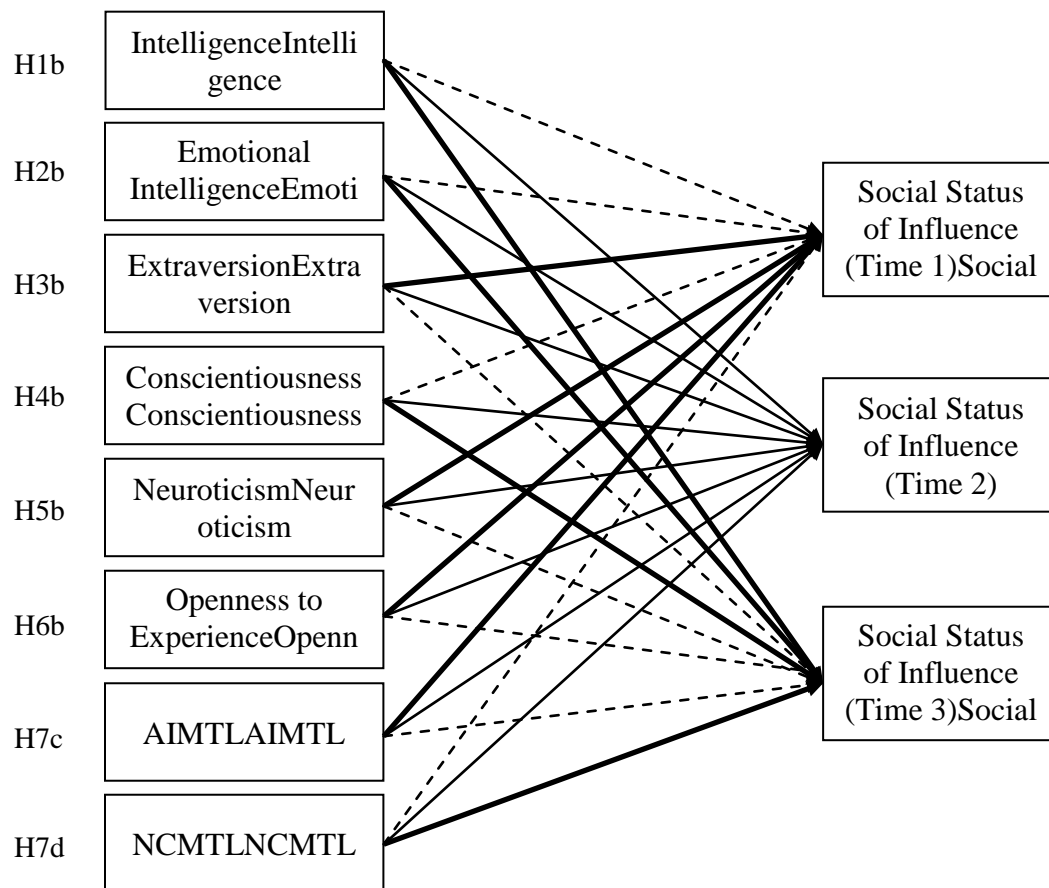 H1b
IntelligenceIntelli
gence
H2b
Emotional
IntelligenceEmoti
H3b
ExtraversionExtra
version
H4b
Conscientiousness
Conscientiousness
H5b
NeuroticismNeur
oticism
H6b
Openness to
ExperienceOpenn
H7c
AIMTLAIMTL
H7d
NCMTLNCMTL
Social Status
of Influence
(Time 1)Social
Social Status
of Influence
(Time 2)
Social Status
of Influence
(Time 3)Social